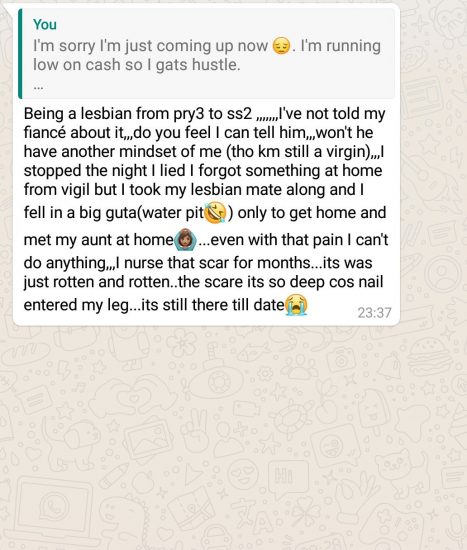 You
I'm sorry I'm just coming up now 😔. I'm running
low on cash so I gats hustle.
...
Being a lesbian from pry3 to ss2 ,,,,,,,I've not told my
fiancé about it,,,do you feel I can tell him,,,won't he
have another mindset of me (tho km still a virgin),,,I
stopped the night I lied I forgot something at home
from vigil but I took my lesbian mate along and I
fell in a big guta(water pit🤣) only to get home and
met my aunt at home🙆🏾‍♀️...even with that pain I can't
do anything,,,I nurse that scar for months...its was
just rotten and rotten..the scare its so deep cos nail
entered my leg...its still there till date😭
23:37